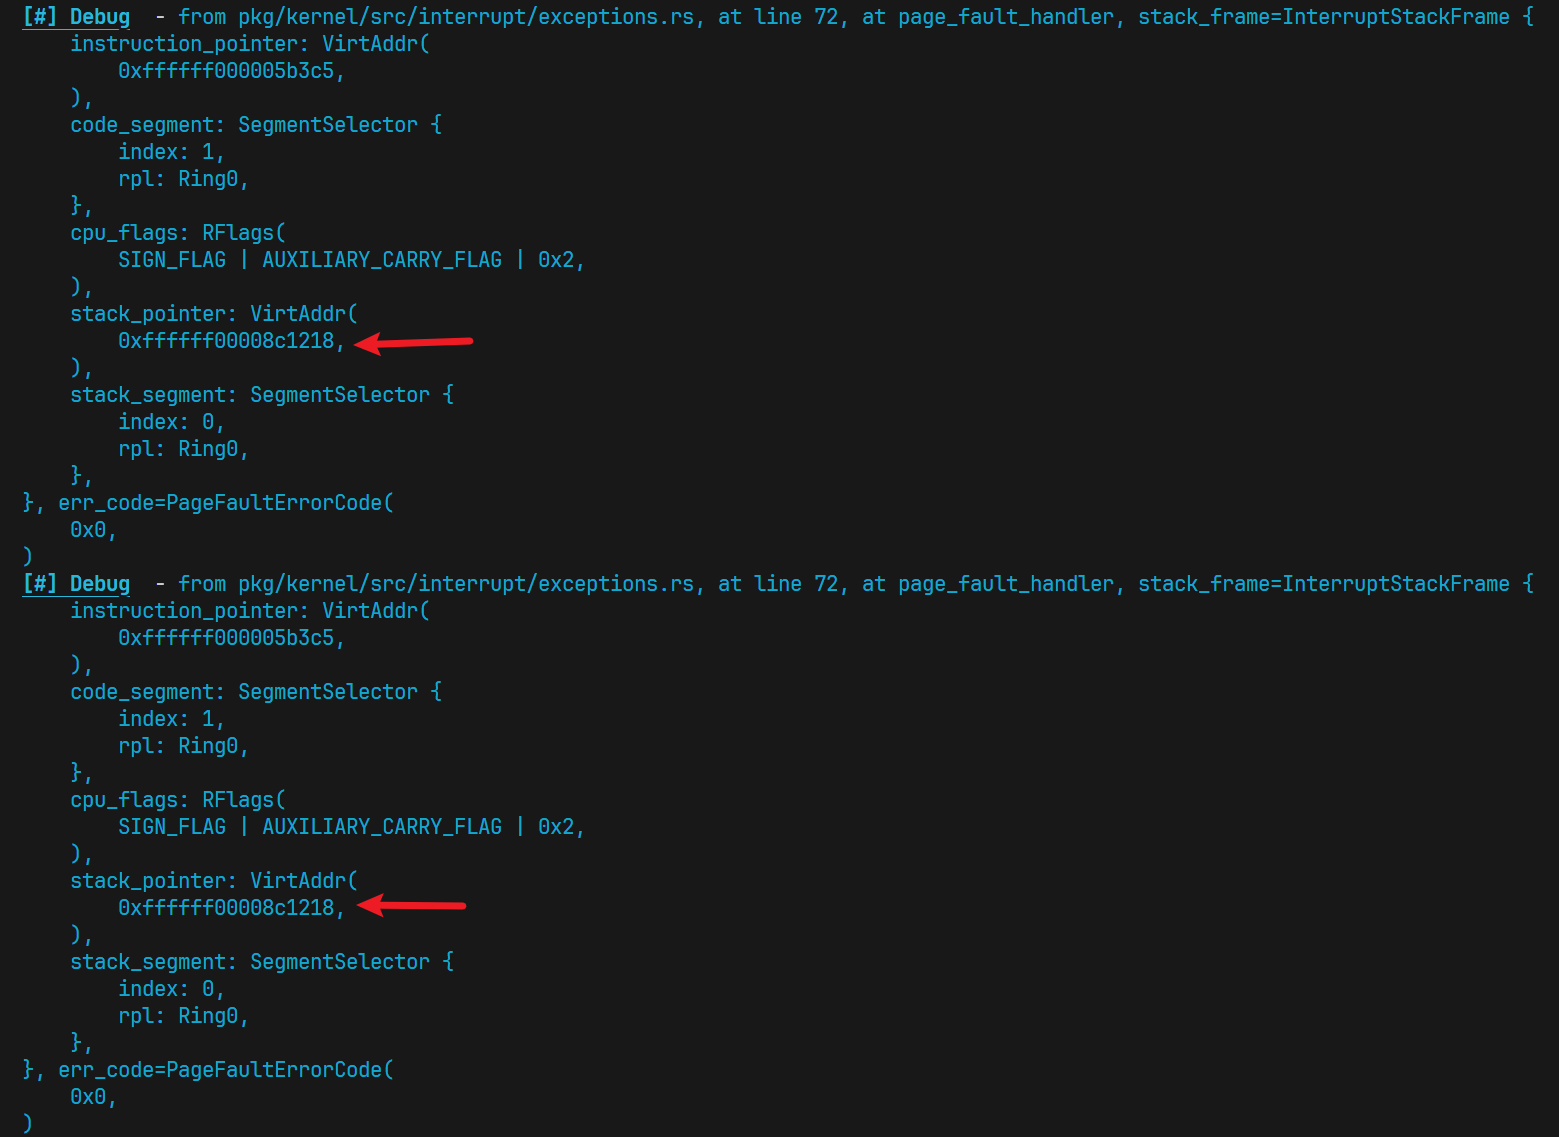 [#] Debug  - from pkg/kernel/src/interrupt/exceptions.rs, at line 72, at page_fault_handler, stack_frame=InterruptStackFrame {
    instruction_pointer: VirtAddr(
        0xffffff000005b3c5,
    ),
    code_segment: SegmentSelector {
        index: 1,
        rpl: Ring0,
    },
    cpu_flags: RFlags(
        SIGN_FLAG | AUXILIARY_CARRY_FLAG | 0x2,
    ),
    stack_pointer: VirtAddr(
        0xffffff00008c1218,
    ),
    stack_segment: SegmentSelector {
        index: 0,
        rpl: Ring0,
    },
}, err_code=PageFaultErrorCode(
    0x0,
)
[#] Debug  - from pkg/kernel/src/interrupt/exceptions.rs, at line 72, at page_fault_handler, stack_frame=InterruptStackFrame {
    instruction_pointer: VirtAddr(
        0xffffff000005b3c5,
    ),
    code_segment: SegmentSelector {
        index: 1,
        rpl: Ring0,
    },
    cpu_flags: RFlags(
        SIGN_FLAG | AUXILIARY_CARRY_FLAG | 0x2,
    ),
    stack_pointer: VirtAddr(
        0xffffff00008c1218,
    ),
    stack_segment: SegmentSelector {
        index: 0,
        rpl: Ring0,
    },
}, err_code=PageFaultErrorCode(
    0x0,
)